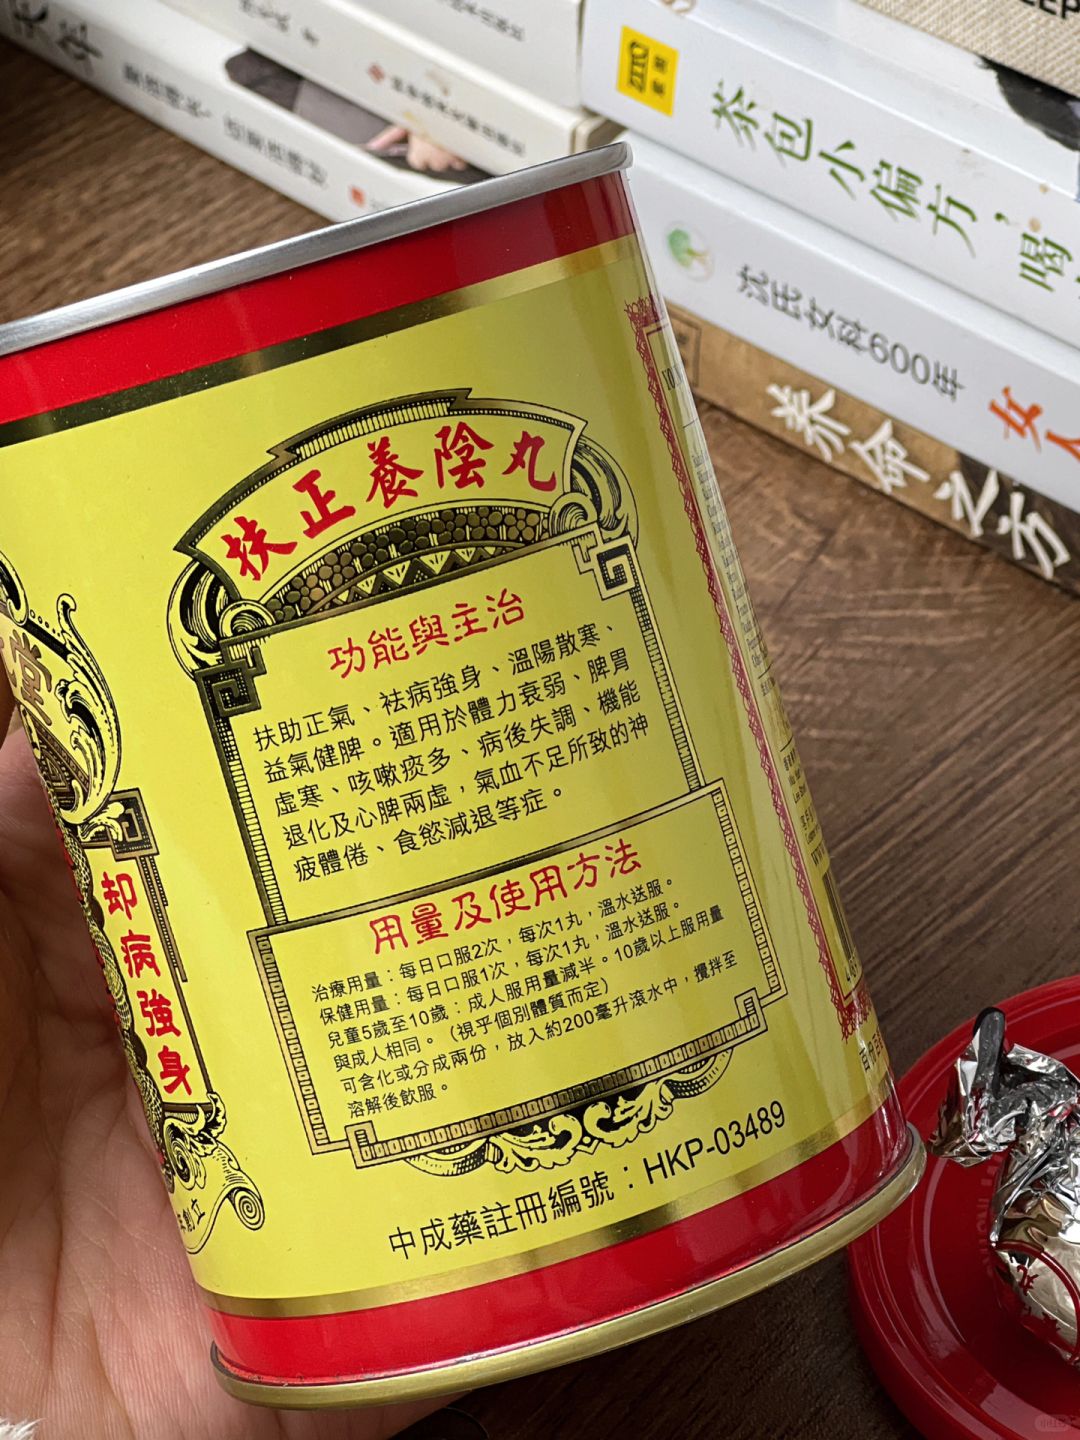 茶包小偏方，喝
沈氏女科600年
女人
养命之方
扶正養陰丸
功能與主治
扶助正氣、祛病強身、溫陽散寒、
益氣健脾。適用於體力衰弱、脾胃
虛寒、咳嗽痰多、病後失調、機能
退化及心脾兩虛，氣血不足所致的神
疲體倦、食慾減退等症。
用量及使用方法
治療用量：每日口服2次，每次1丸，溫水送服。
保健用量：每日口服1次，每次1丸，溫水送服。
兒童5歲至10歲：成人服用量減半。10歲以上服用量
與成人相同。（視乎個別體質而定）
可含化或分成兩份，放入約200毫升滾水中，攪拌至
溶解後飲服。
中成藥註冊編號：HKP-03489
却病強身
創立